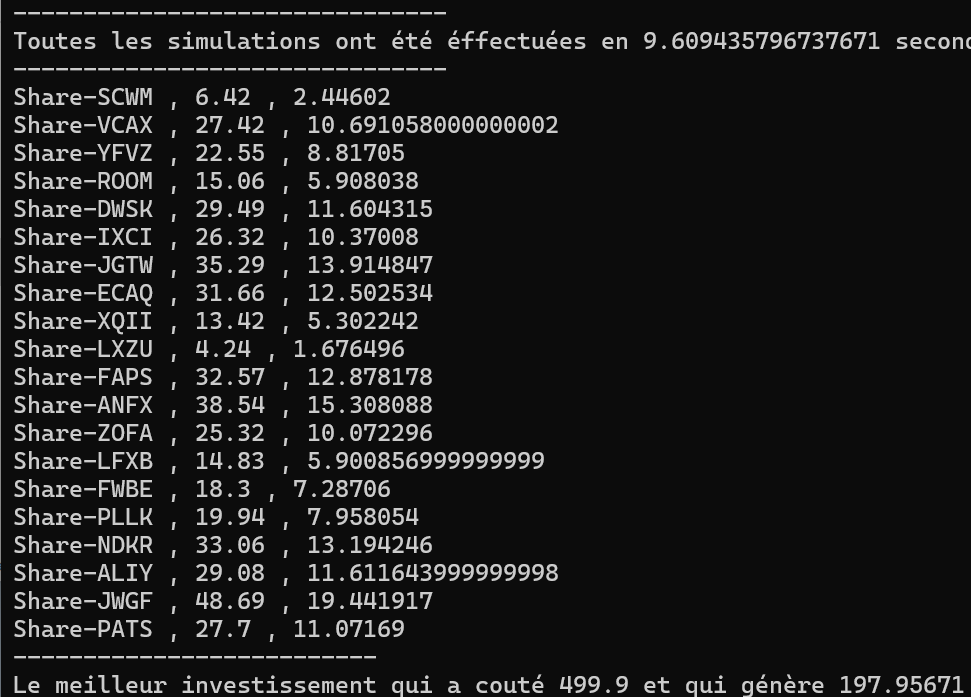 -------------------------------
Toutes les simulations ont été éffectuées en 9.609435796737671 secon
-------------------------------
Share-SCWM , 6.42 , 2.44602
Share-VCAX , 27.42 , 10.691058000000002
Share-YFVZ , 22.55 , 8.81705
Share-ROOM , 15.06 , 5.908038
Share-DWSK , 29.49 , 11.604315
Share-IXCI , 26.32 , 10.37008
Share-JGTW , 35.29 , 13.914847
Share-ECAQ , 31.66 , 12.502534
Share-XQII , 13.42 , 5.302242
Share-LXZU , 4.24 , 1.676496
Share-FAPS , 32.57 , 12.878178
Share-ANFX , 38.54 , 15.308088
Share-ZOFA , 25.32 , 10.072296
Share-LFXB , 14.83 , 5.900856999999999
Share-FWBE , 18.3 , 7.28706
Share-PLLK , 19.94 , 7.958054
Share-NDKR , 33.06 , 13.194246
Share-ALIY , 29.08 , 11.611643999999998
Share-JWGF , 48.69 , 19.441917
Share-PATS , 27.7 , 11.07169
--------------------------
Le meilleur investissement qui a couté 499.9 et qui génère 197.95671